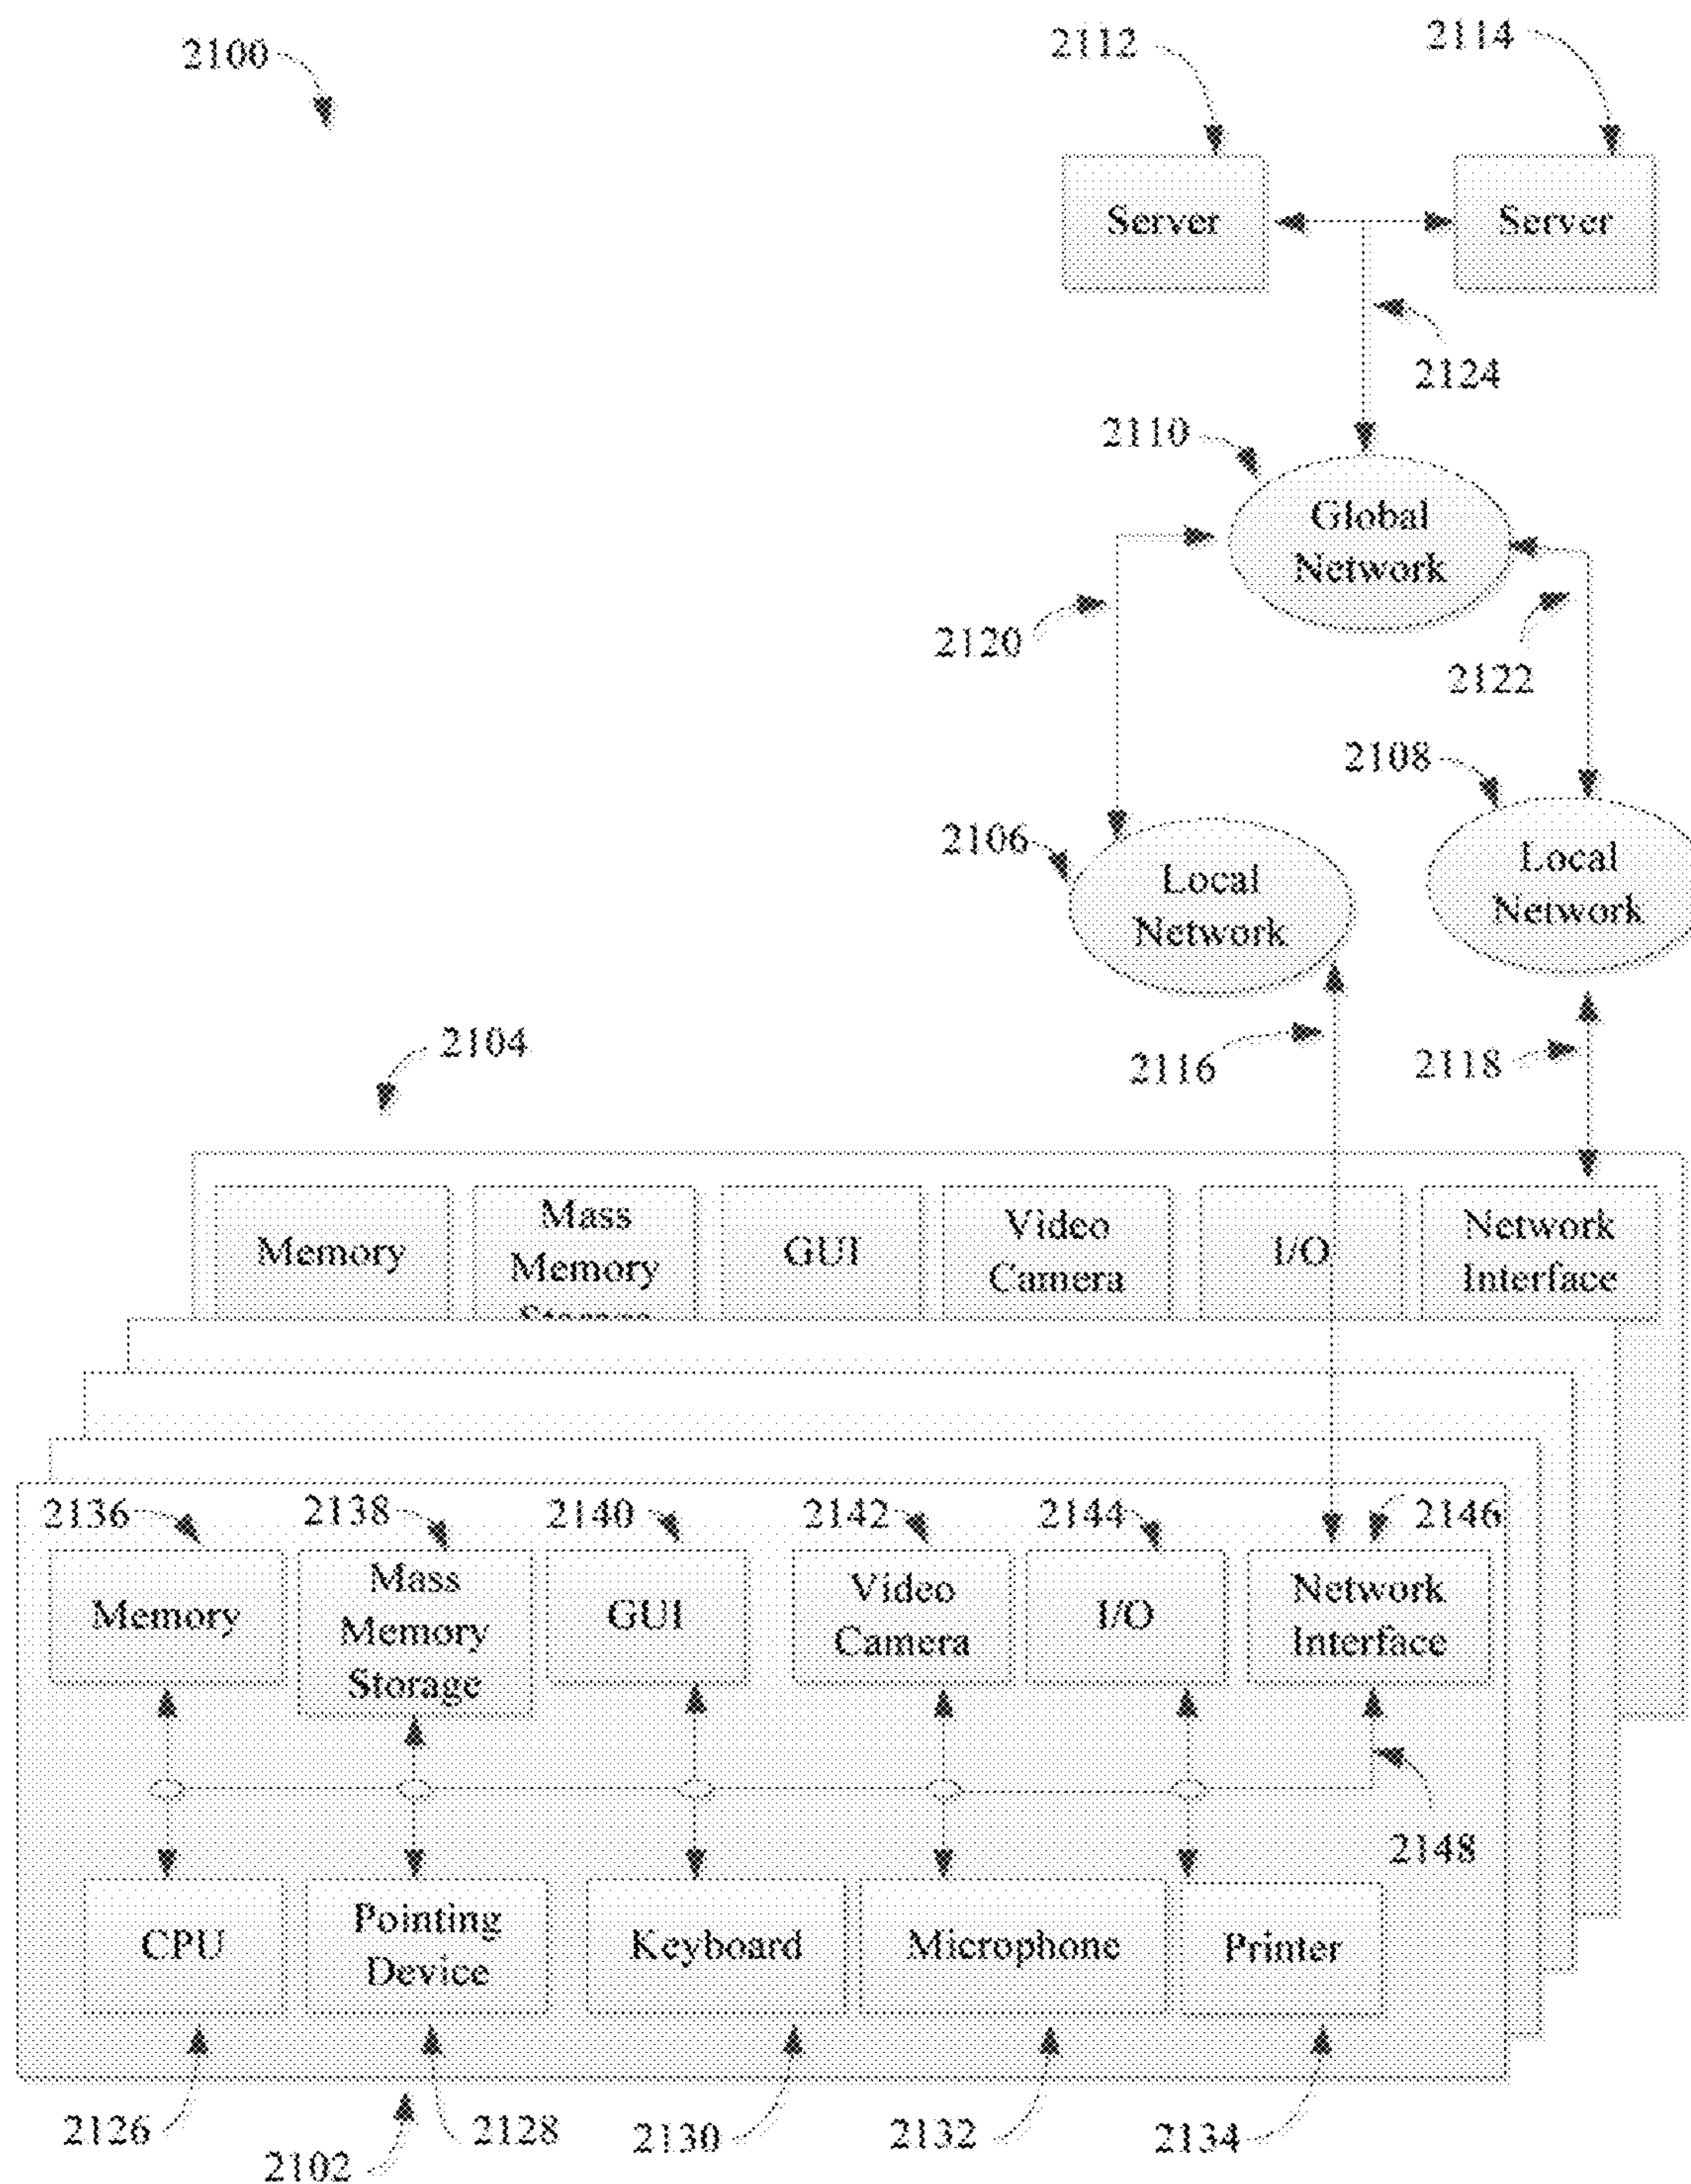 2100
2112
2114
Server
Server
2124
2110
Global
Network
2120
2122
2108
2106
Local
Network
Local
Network
2104
2116
2118
Memory
Mass
Memory
Storage
GUI
Video
Camera
I/O
Network
Interface
2136
2138
2140
2142
2144
2146
Memory
Mass
Memory
Storage
GUI
Video
Camera
I/O
Network
Interface
2148
CPU
Pointing
Device
Keyboard
Microphone
Printer
2126
2102
2128
2130
2132
2134